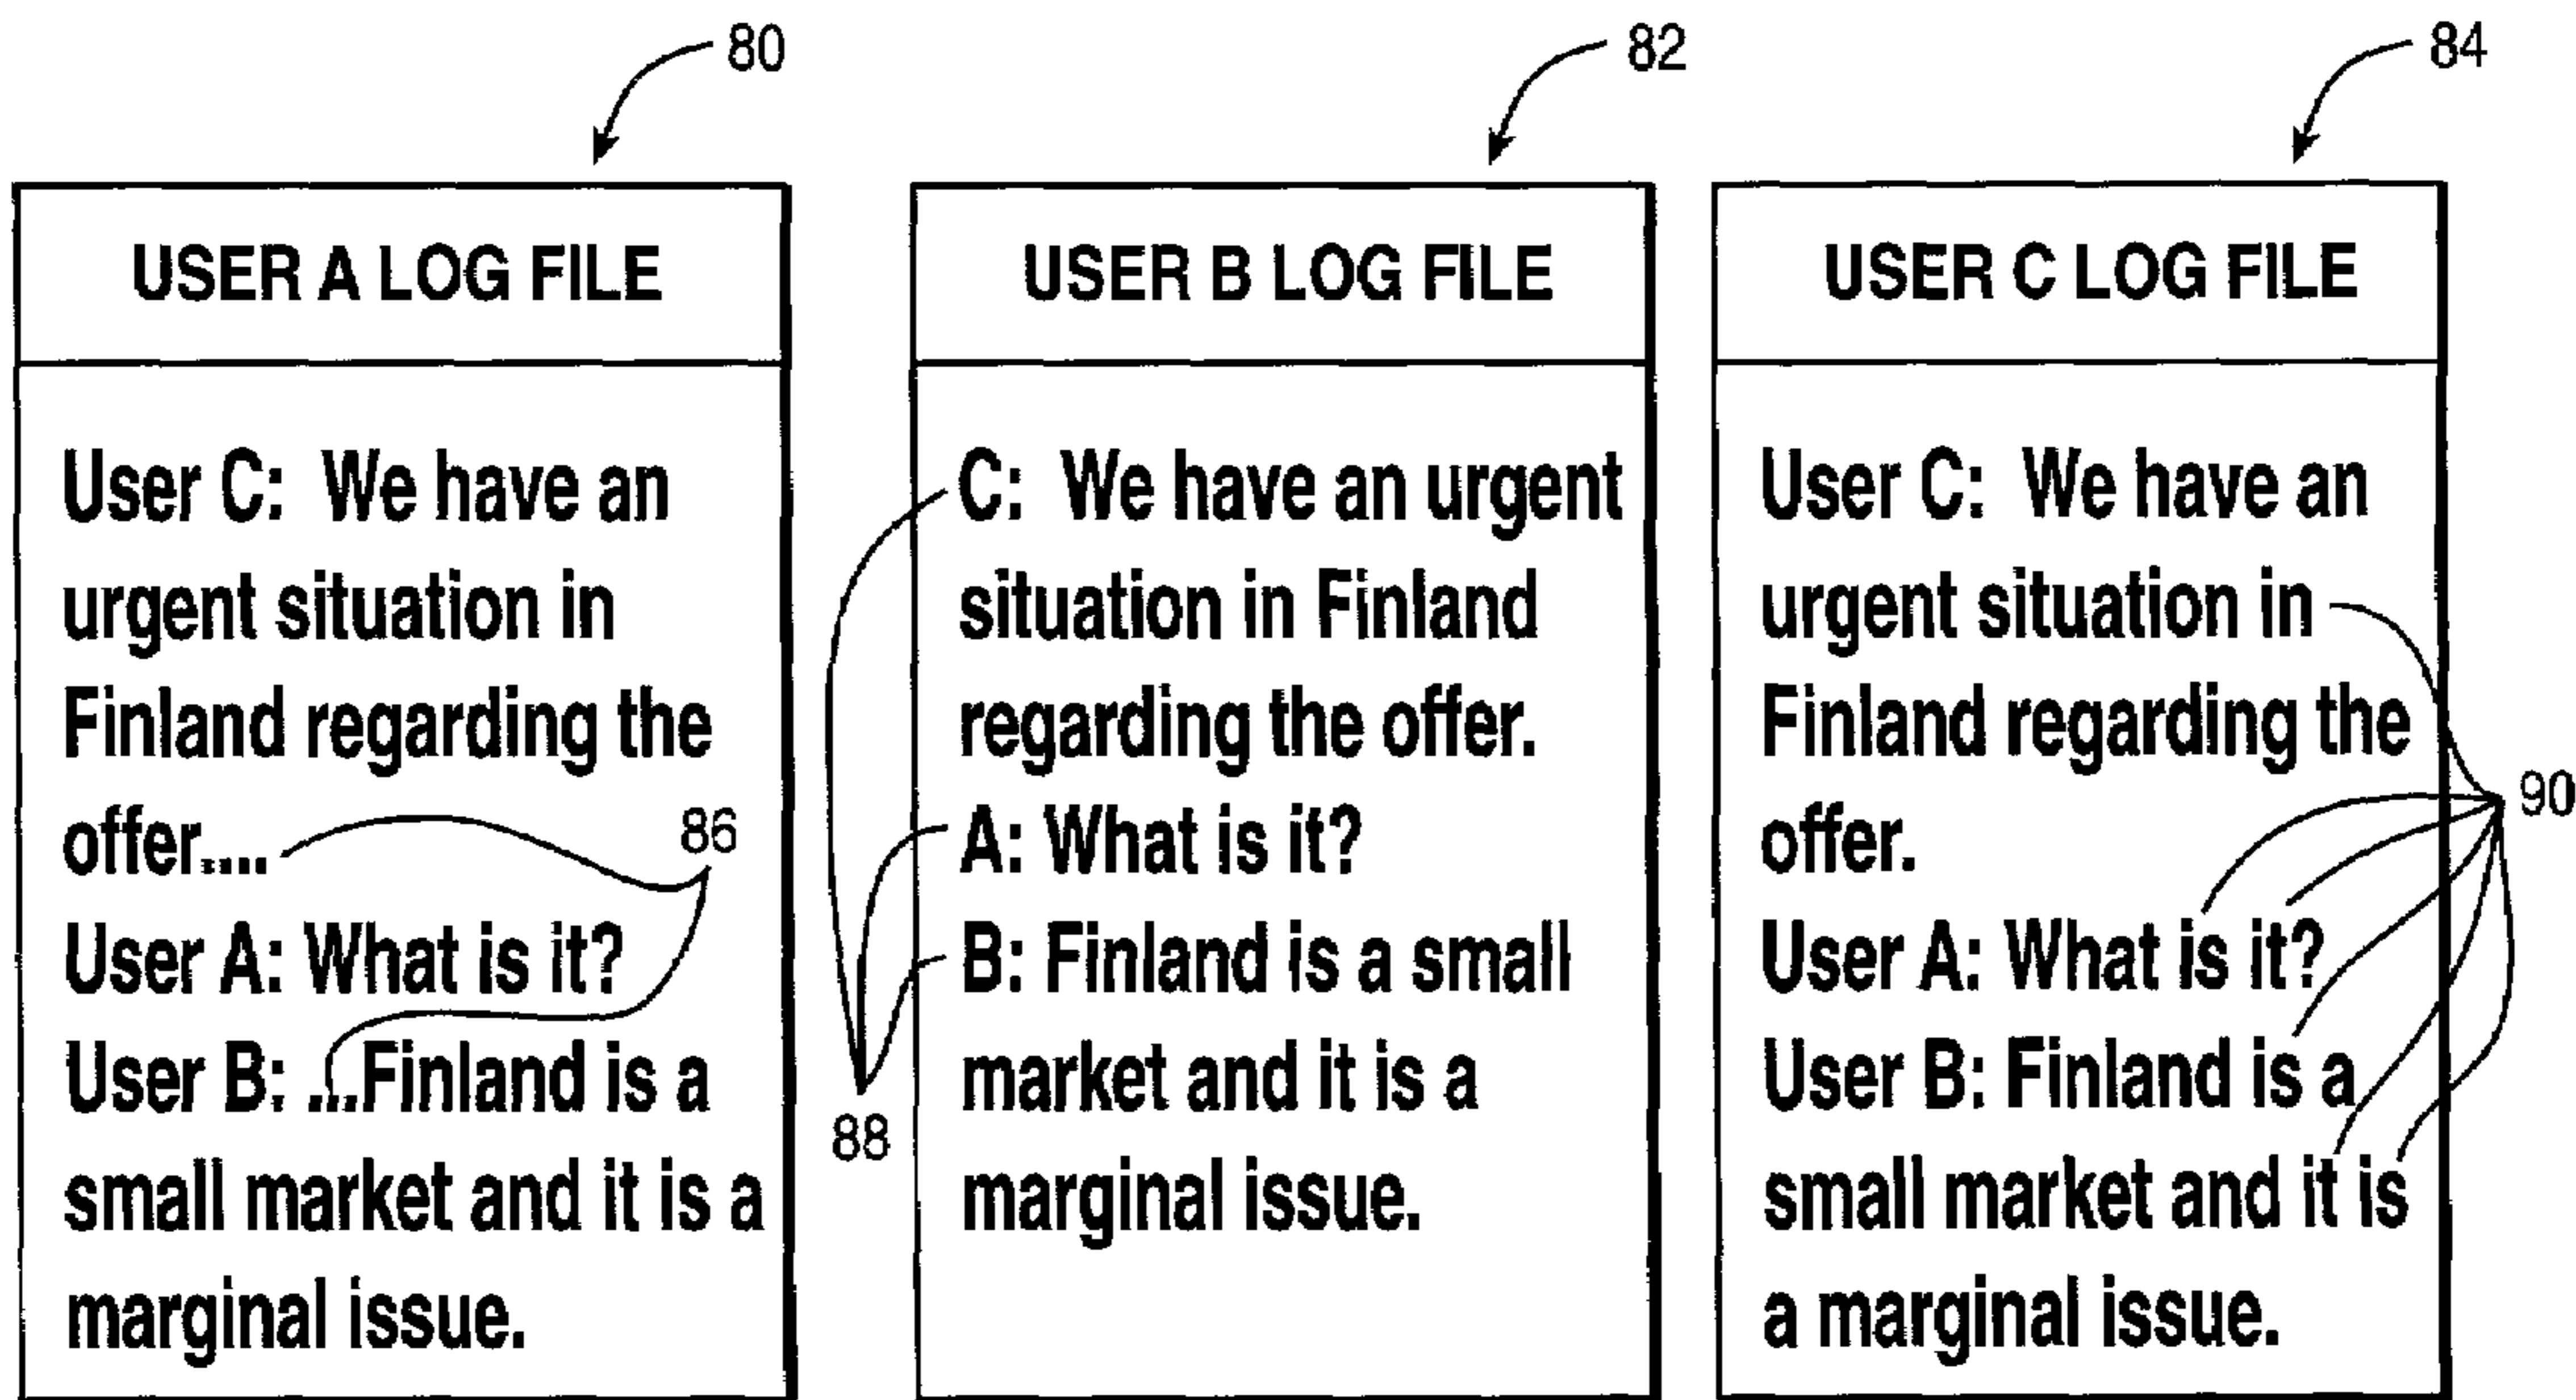 80
82
84
USER A LOG FILE
User C: We have an
urgent situation in
Finland regarding the
offer....
86
User A: What is it?
User B: ...Finland is a
small market and it is a
marginal issue.
USER B LOG FILE
C: We have an urgent
situation in Finland
regarding the offer.
A: What is it?
B: Finland is a small
market and it is a
marginal issue.
88
USER C LOG FILE
User C: We have an
urgent situation in
Finland regarding the
offer.
User A: What is it?
User B: Finland is a
small market and it is
a marginal issue.
90